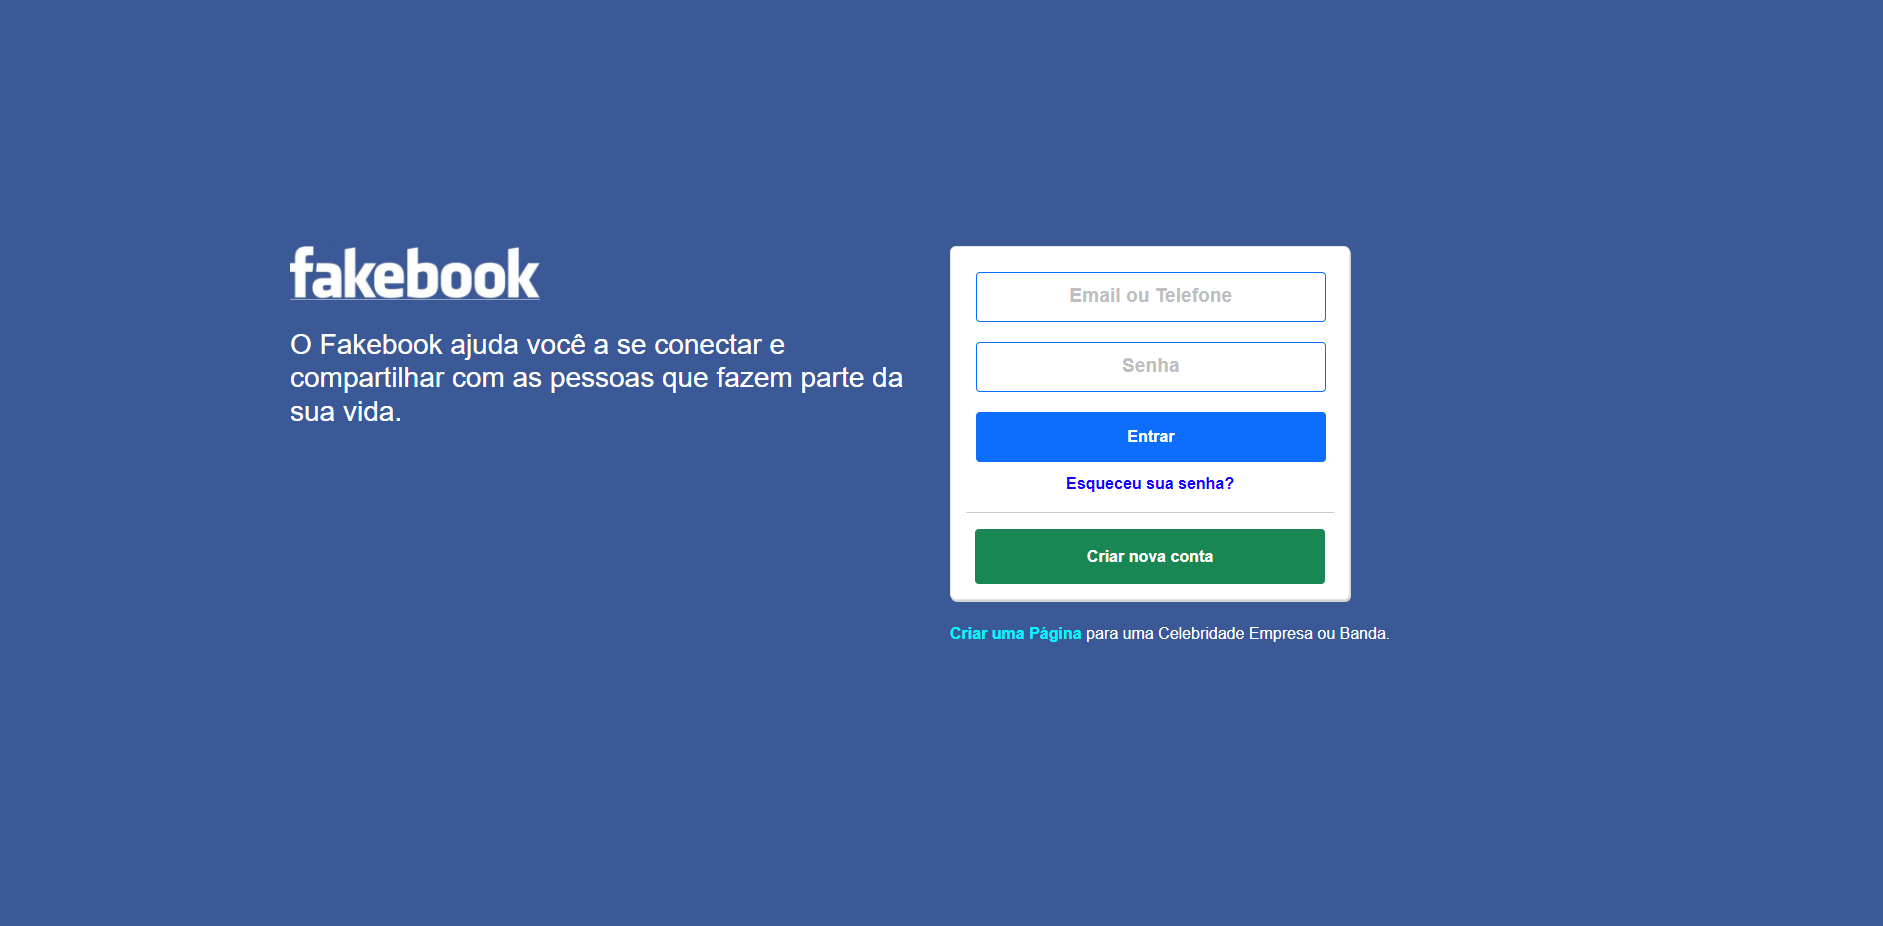 fakebook
O Fakebook ajuda você a se conectar e
compartilhar com as pessoas que fazem parte da
sua vida.
Email ou Telefone
Senha
Entrar
Esqueceu sua senha?
Criar nova conta
Criar uma Página para uma Celebridade Empresa ou Banda.